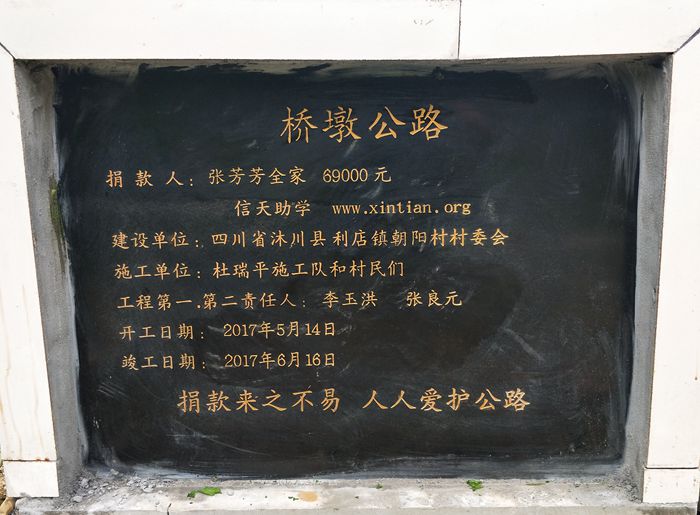 桥墩公路
捐 款 人：张芳芳全家 69000元
信天助学 www.xintian.org
建设单位：四川省沐川县利店镇朝阳村村委会
施工单位：杜瑞平施工队和村民们
工程第一.第二责任人：李玉洪 张良元
开工日期：2017年5月14日
竣工日期：2017年6月16日
捐款来之不易 人人爱护公路